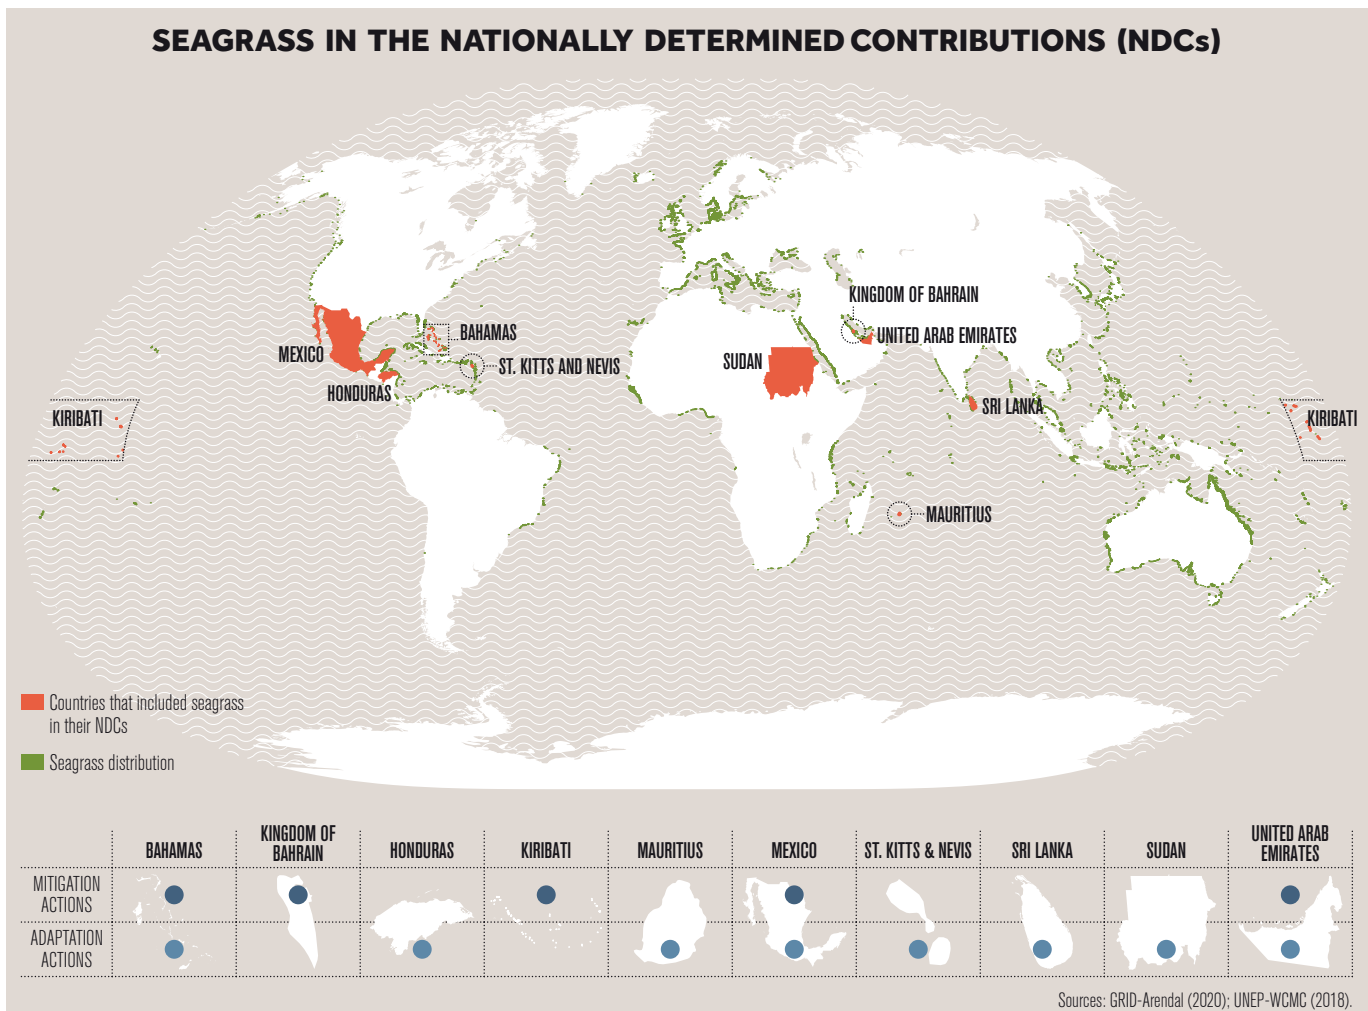 SEAGRASS IN THE NATIONALLY DETERMINED CONTRIBUTIONS (NDCs)
KINGDOM OF BAHRAIN
BAHAMAS
UNITED ARAB EMIRATES
MEXICO
ST. KITTS AND NEVIS
SUDAN
HONDURAS
SRI LANKA
KIRIBATI
KIRIBATI
MAURITIUS
Countries that included seagrass
in their NDCs
Seagrass distribution
BAHAMAS
KINGDOM OF
BAHRAIN
HONDURAS
KIRIBATI
MAURITIUS
MEXICO
ST. KITTS & NEVIS
SRI LANKA
SUDAN
UNITED ARAB
EMIRATES
MITIGATION
ACTIONS
ADAPTATION
ACTIONS
Sources: GRID-Arendal (2020); UNEP-WCMC (2018).